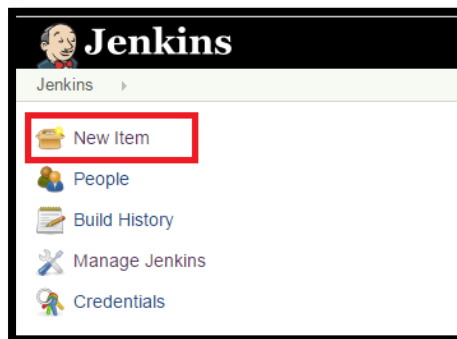 Jenkins
Jenkins
New Item
People
Build History
Manage Jenkins
Credentials